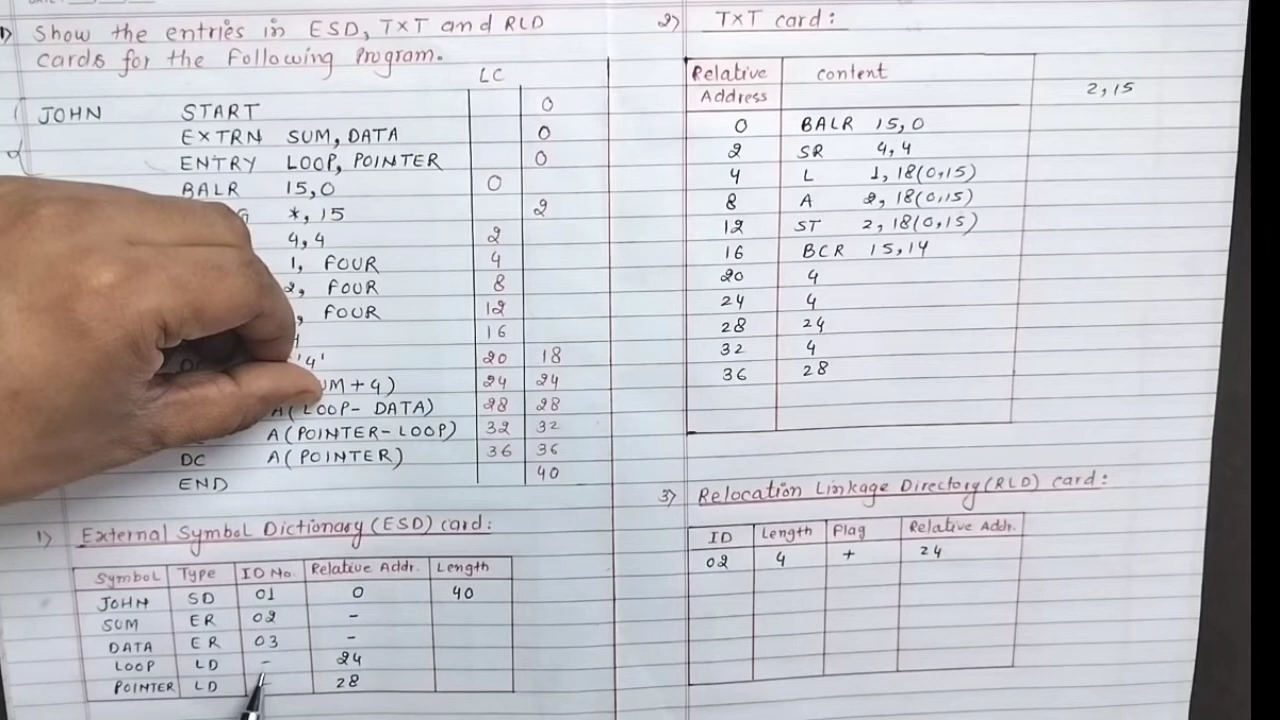 1) Show the entries in ESD, TXT and RLD
cards for the Following Program.
LC
JOHN START 0
EXTRN SUM, DATA 0
ENTRY LOOP, POINTER 0
BALR 15,0 0
*, 15 2
4,4 2
1, FOUR 4
2, FOUR 8
, FOUR 12
16
'4' 20 18
UM + 4) 24 24
A(LOOP- DATA) 28 28
A(POINTER-LOOP) 32 32
DC A(POINTER) 36 36
END 40
1) External Symbol Dictionary (ESD) card:
Symbol Type ID No. Relative Addr. Length
JOHN SD 01 0 40
SUM ER 02 -
DATA ER 03 -
LOOP LD - 24
POINTER LD 28
2) TXT card:
Relative Address content
0 BALR 15,0
2 SR 4,4
4 L 1, 18(0,15)
8 A 2, 18(0,15)
12 ST 2, 18(0,15)
16 BCR 15,14
20 4
24 4
28 24
32 4
36 28
2,15
3) Relocation Linkage Directory (RLD) card:
ID Length Flag Relative Addr.
02 4 + 24